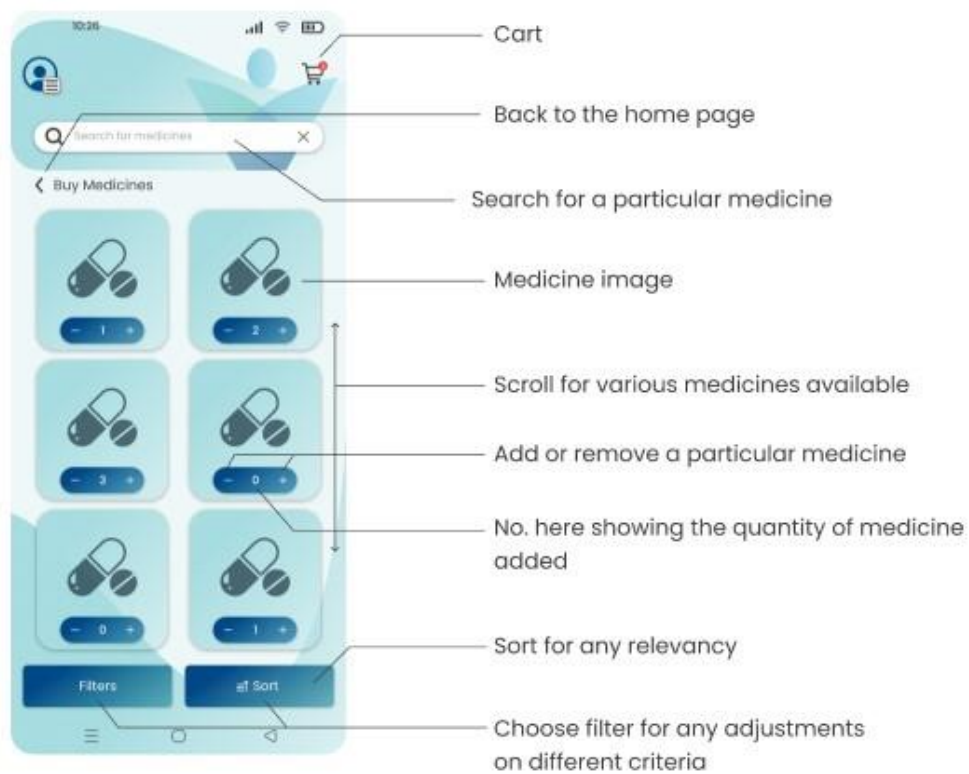 10:26
Cart
Back to the home page
Search for medicines
Search for a particular medicine
Buy Medicines
Medicine image
- 1 +
- 2 +
Scroll for various medicines available
Add or remove a particular medicine
- 3 +
- 0 +
No. here showing the quantity of medicine
added
- 0 +
- 1 +
Sort for any relevancy
Filters
Sort
Choose filter for any adjustments
on different criteria